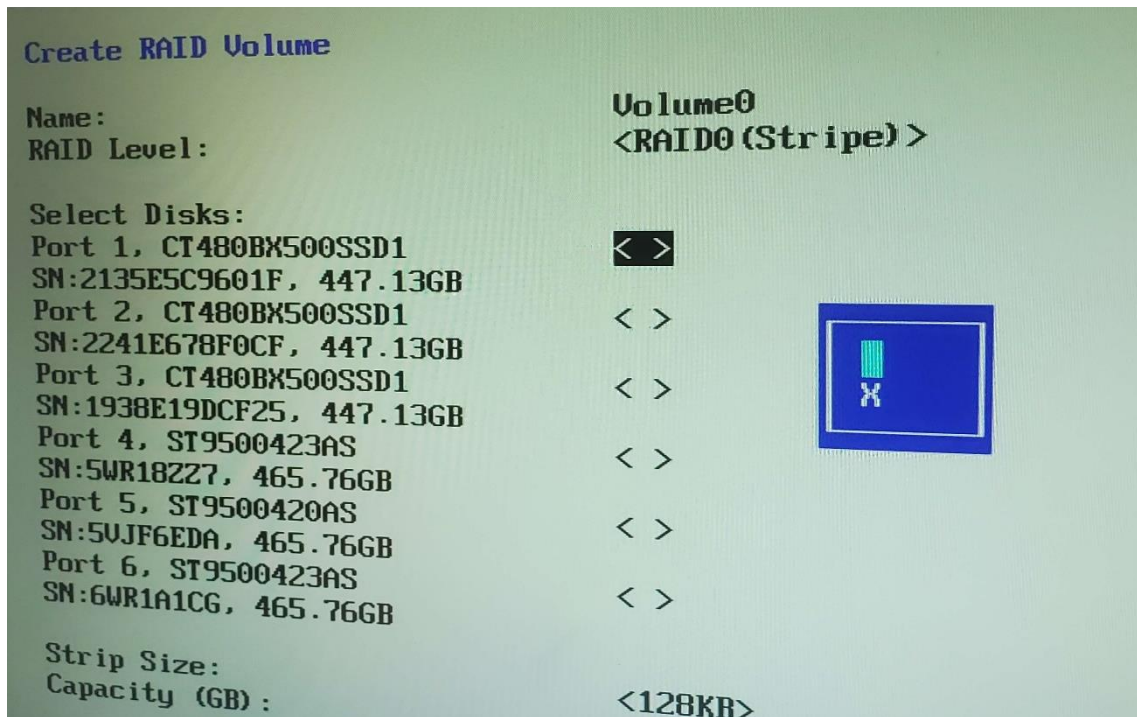 Create RAID Volume
Name: Volume0
RAID Level: <RAID0(Stripe)>
Select Disks:
Port 1, CT480BX500SSD1 < >
SN:2135E5C9601F, 447.13GB
Port 2, CT480BX500SSD1 < >
SN:2241E678F0CF, 447.13GB
Port 3, CT480BX500SSD1 < >
SN:1938E19DCF25, 447.13GB
Port 4, ST9500423AS < >
SN:5WR18ZZ7, 465.76GB
Port 5, ST9500420AS < >
SN:5VJF6EDA, 465.76GB
Port 6, ST9500423AS < >
SN:6WR1A1CG, 465.76GB
X
Strip Size: <128KB>
Capacity (GB):